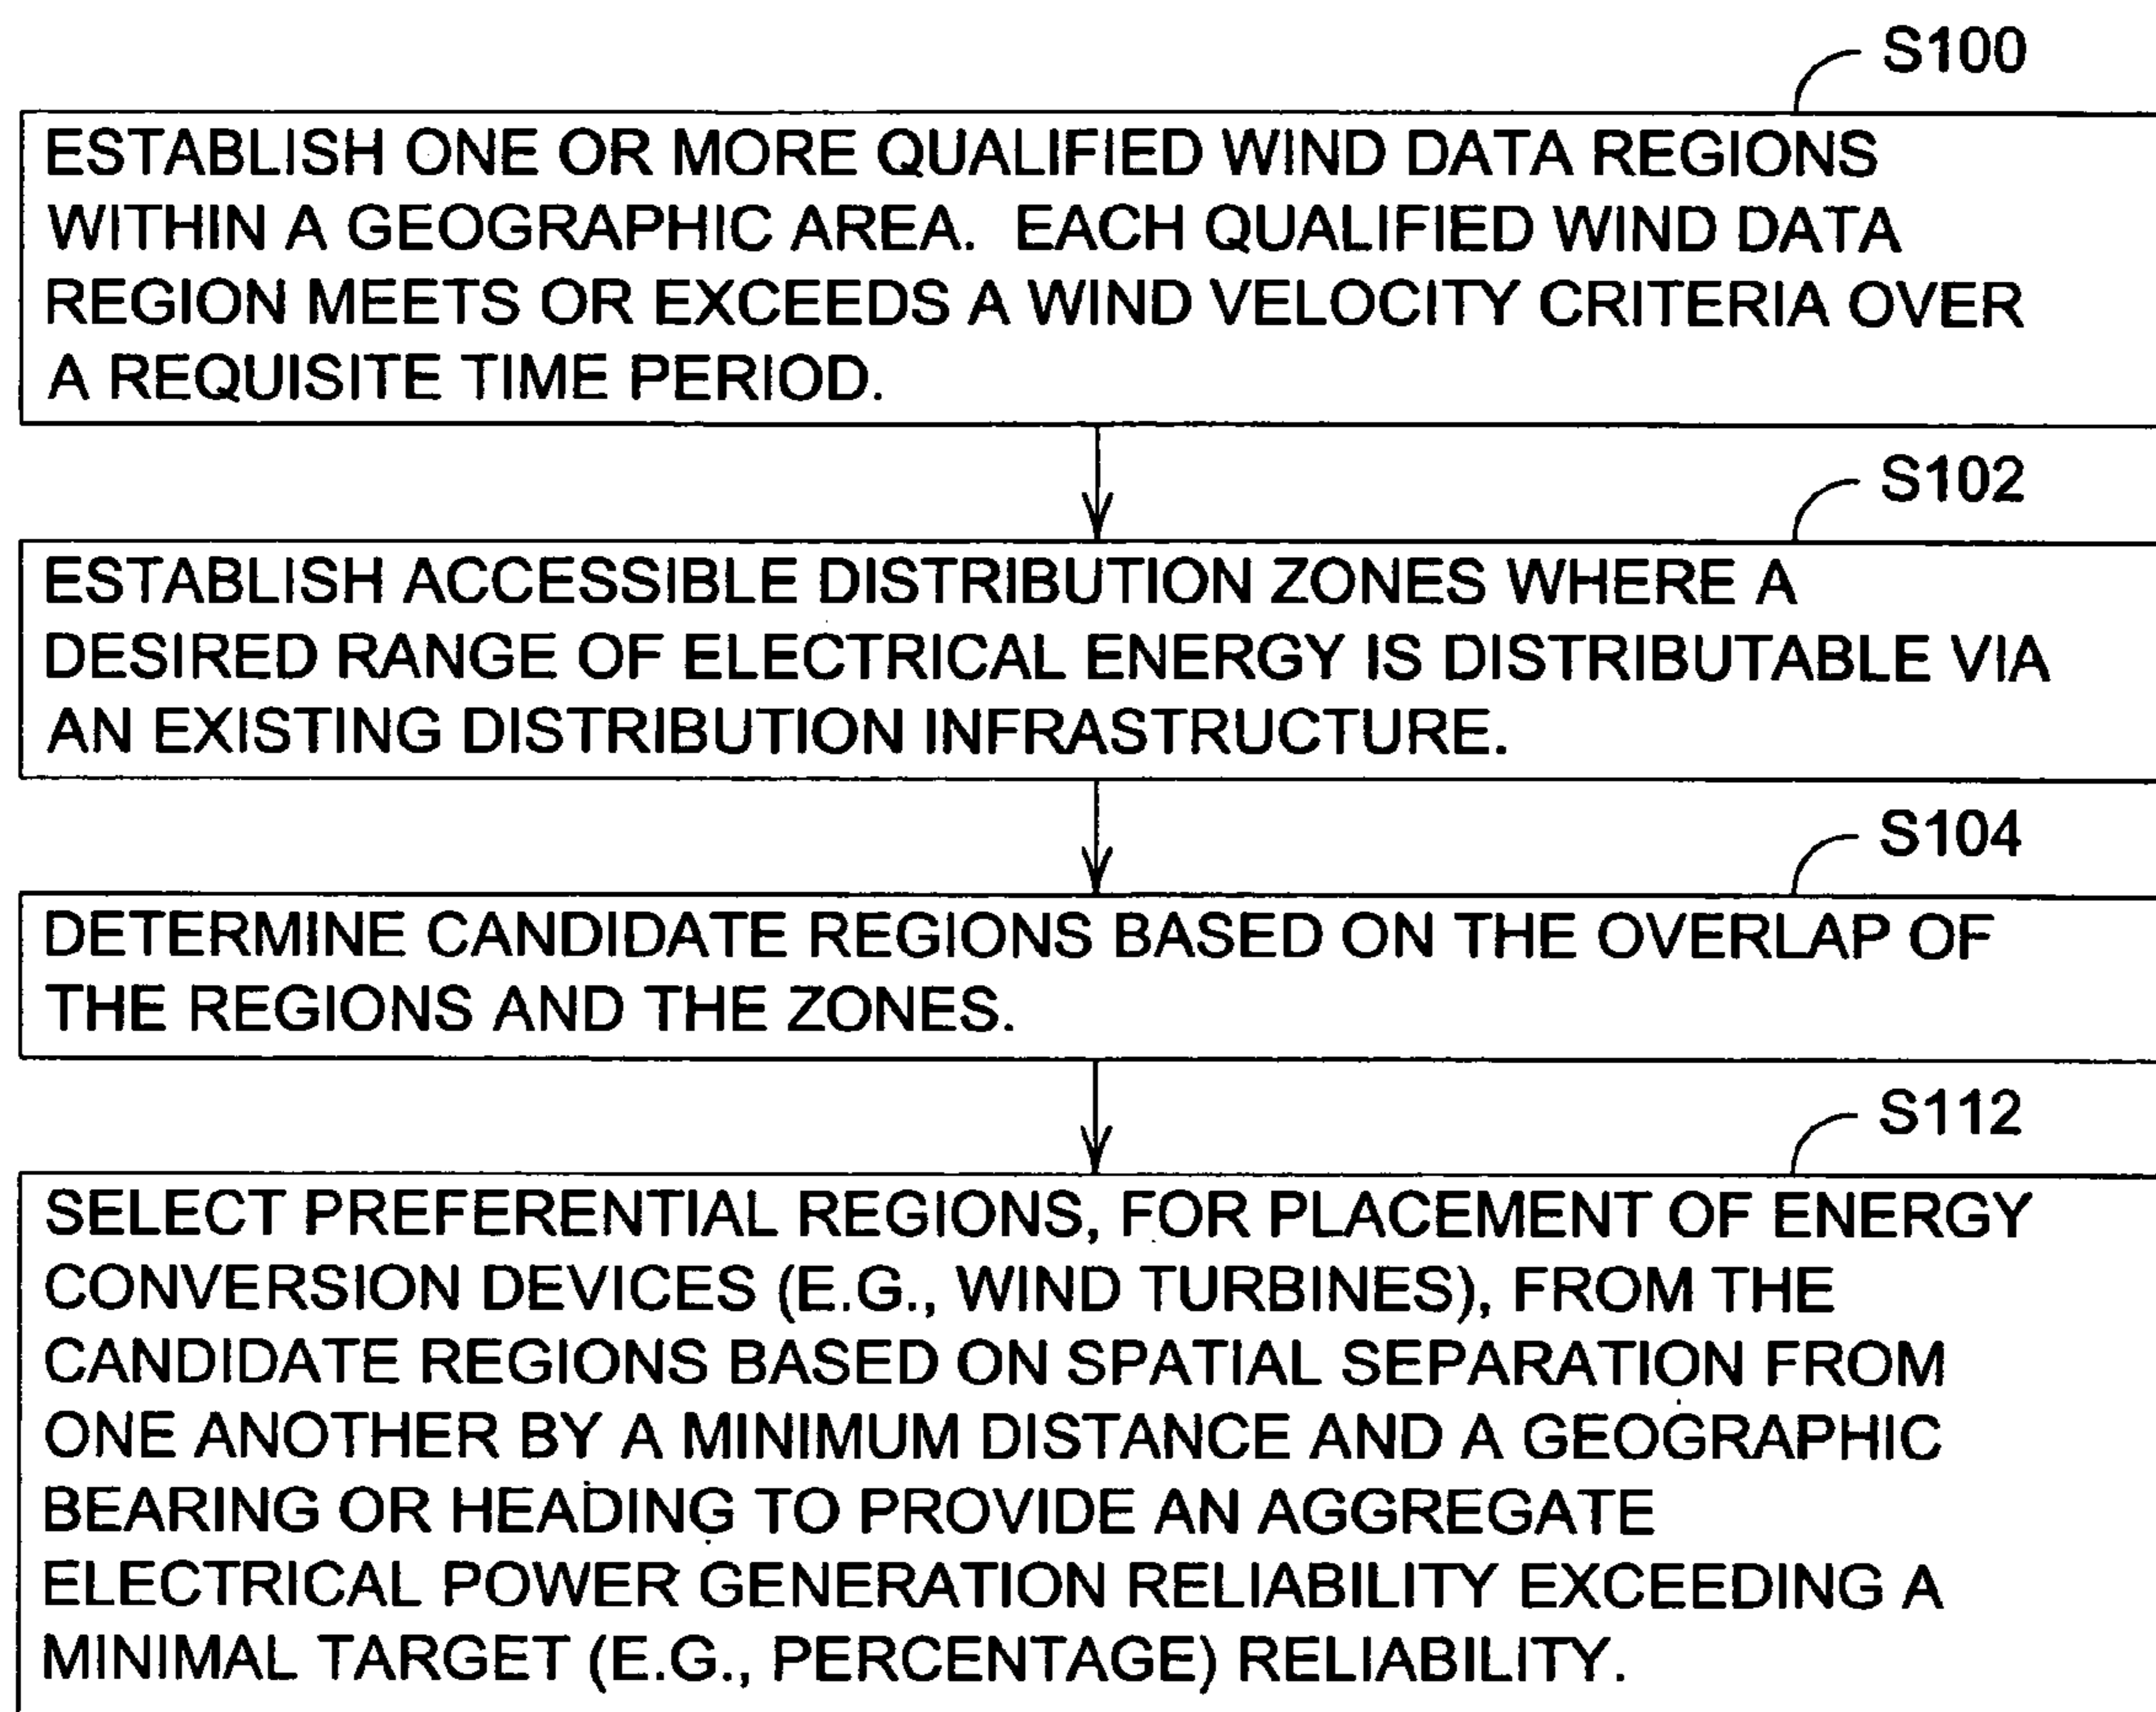 S100
ESTABLISH ONE OR MORE QUALIFIED WIND DATA REGIONS
WITHIN A GEOGRAPHIC AREA. EACH QUALIFIED WIND DATA
REGION MEETS OR EXCEEDS A WIND VELOCITY CRITERIA OVER
A REQUISITE TIME PERIOD.
S102
ESTABLISH ACCESSIBLE DISTRIBUTION ZONES WHERE A
DESIRED RANGE OF ELECTRICAL ENERGY IS DISTRIBUTABLE VIA
AN EXISTING DISTRIBUTION INFRASTRUCTURE.
S104
DETERMINE CANDIDATE REGIONS BASED ON THE OVERLAP OF
THE REGIONS AND THE ZONES.
S112
SELECT PREFERENTIAL REGIONS, FOR PLACEMENT OF ENERGY
CONVERSION DEVICES (E.G., WIND TURBINES), FROM THE
CANDIDATE REGIONS BASED ON SPATIAL SEPARATION FROM
ONE ANOTHER BY A MINIMUM DISTANCE AND A GEOGRAPHIC
BEARING OR HEADING TO PROVIDE AN AGGREGATE
ELECTRICAL POWER GENERATION RELIABILITY EXCEEDING A
MINIMAL TARGET (E.G., PERCENTAGE) RELIABILITY.